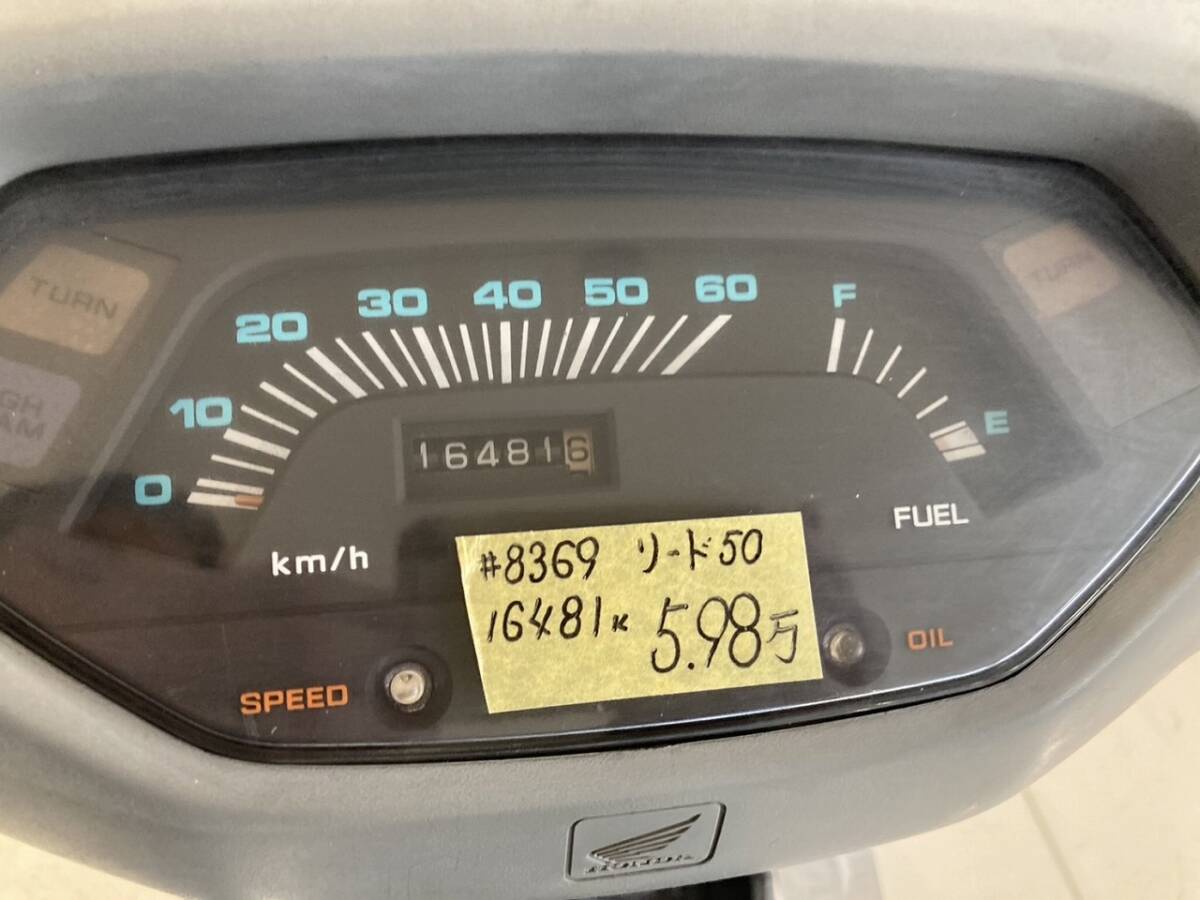 TURN
GH
AM
0
10
20
30
40
50
60
km/h
164816
F
E
FUEL
TURN
#8369 リード50
16481K 5.98万
SPEED
OIL
HONDA